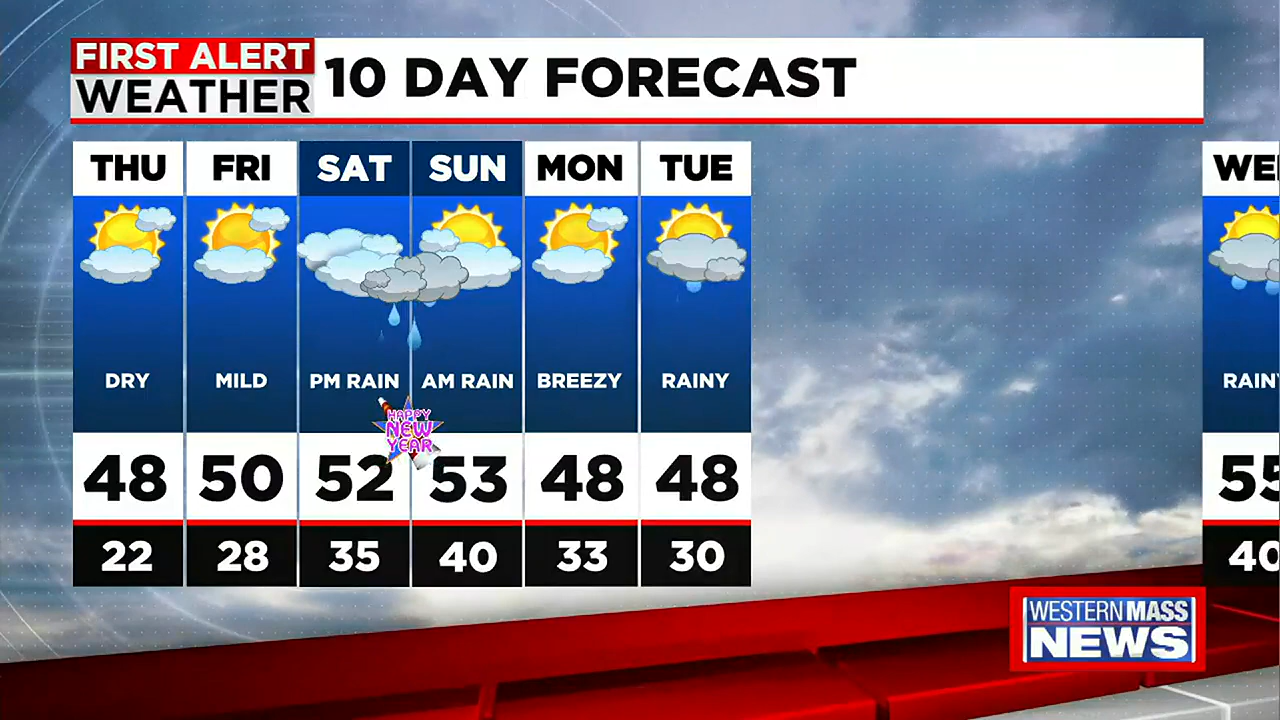 FIRST ALERT
WEATHER
10 DAY FORECAST
THU FRI SAT SUN MON TUE
DRY MILD PM RAIN AM RAIN BREEZY RAINY
HAPPY
NEW
YEAR
48 50 52 53 48 48 55
22 28 35 40 33 30 40
WESTERN MASS
NEWS